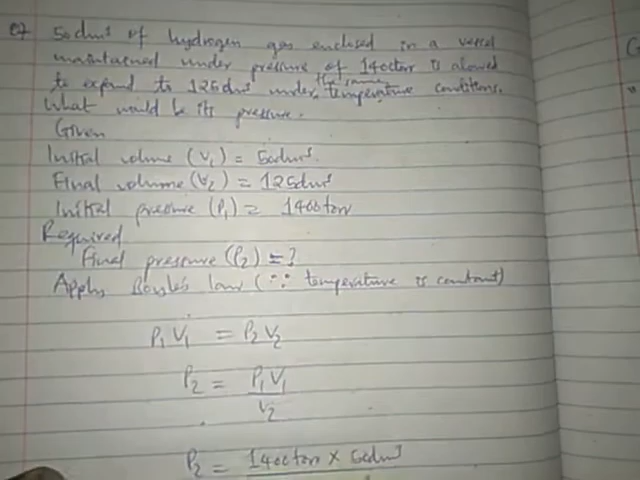 Q7 50dm³ of hydrogen gas enclosed in a vessel
maintained under pressure of 1400torr is allowed
to expand to 125dm³ under the same temperature conditions.
What would be its pressure.
Given
Initial volume (V₁) = 50dm³.
Final volume (V₂) = 125dm³
Initial pressure (P₁) = 1400torr
Required
Final pressure (P₂) = ?
Apply Boyle's law (∵ temperature is constant)
P₁V₁ = P₂V₂
P₂ = P₁V₁
V₂
P₂ = 1400torr × 50dm³